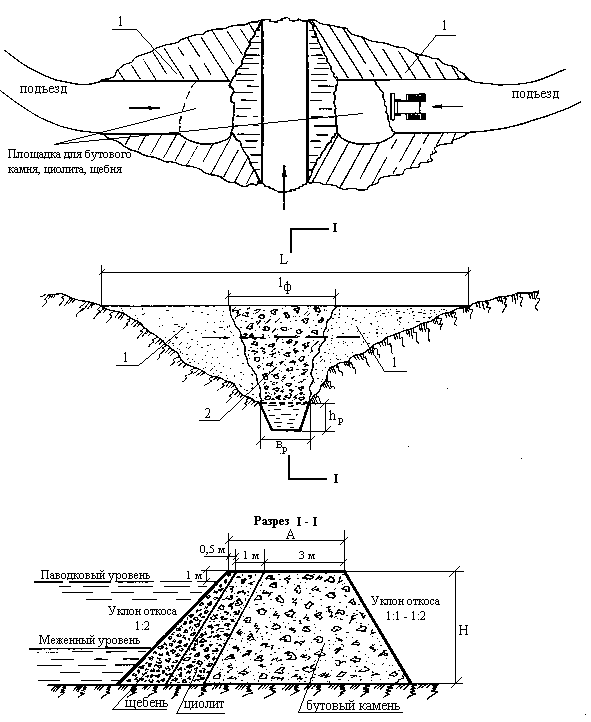 1
1
подъезд
подъезд
Площадка для бутового
камня, циолита, щебня
I
L
lф
1
1
2
hр
вр
I
Разрез I - I
А
0,5 м
1 м
3 м
1 м
Паводковый уровень
Уклон откоса
1:2
Уклон откоса
1:1 - 1:2
H
Меженный уровень
щебень
циолит
бутовый камень